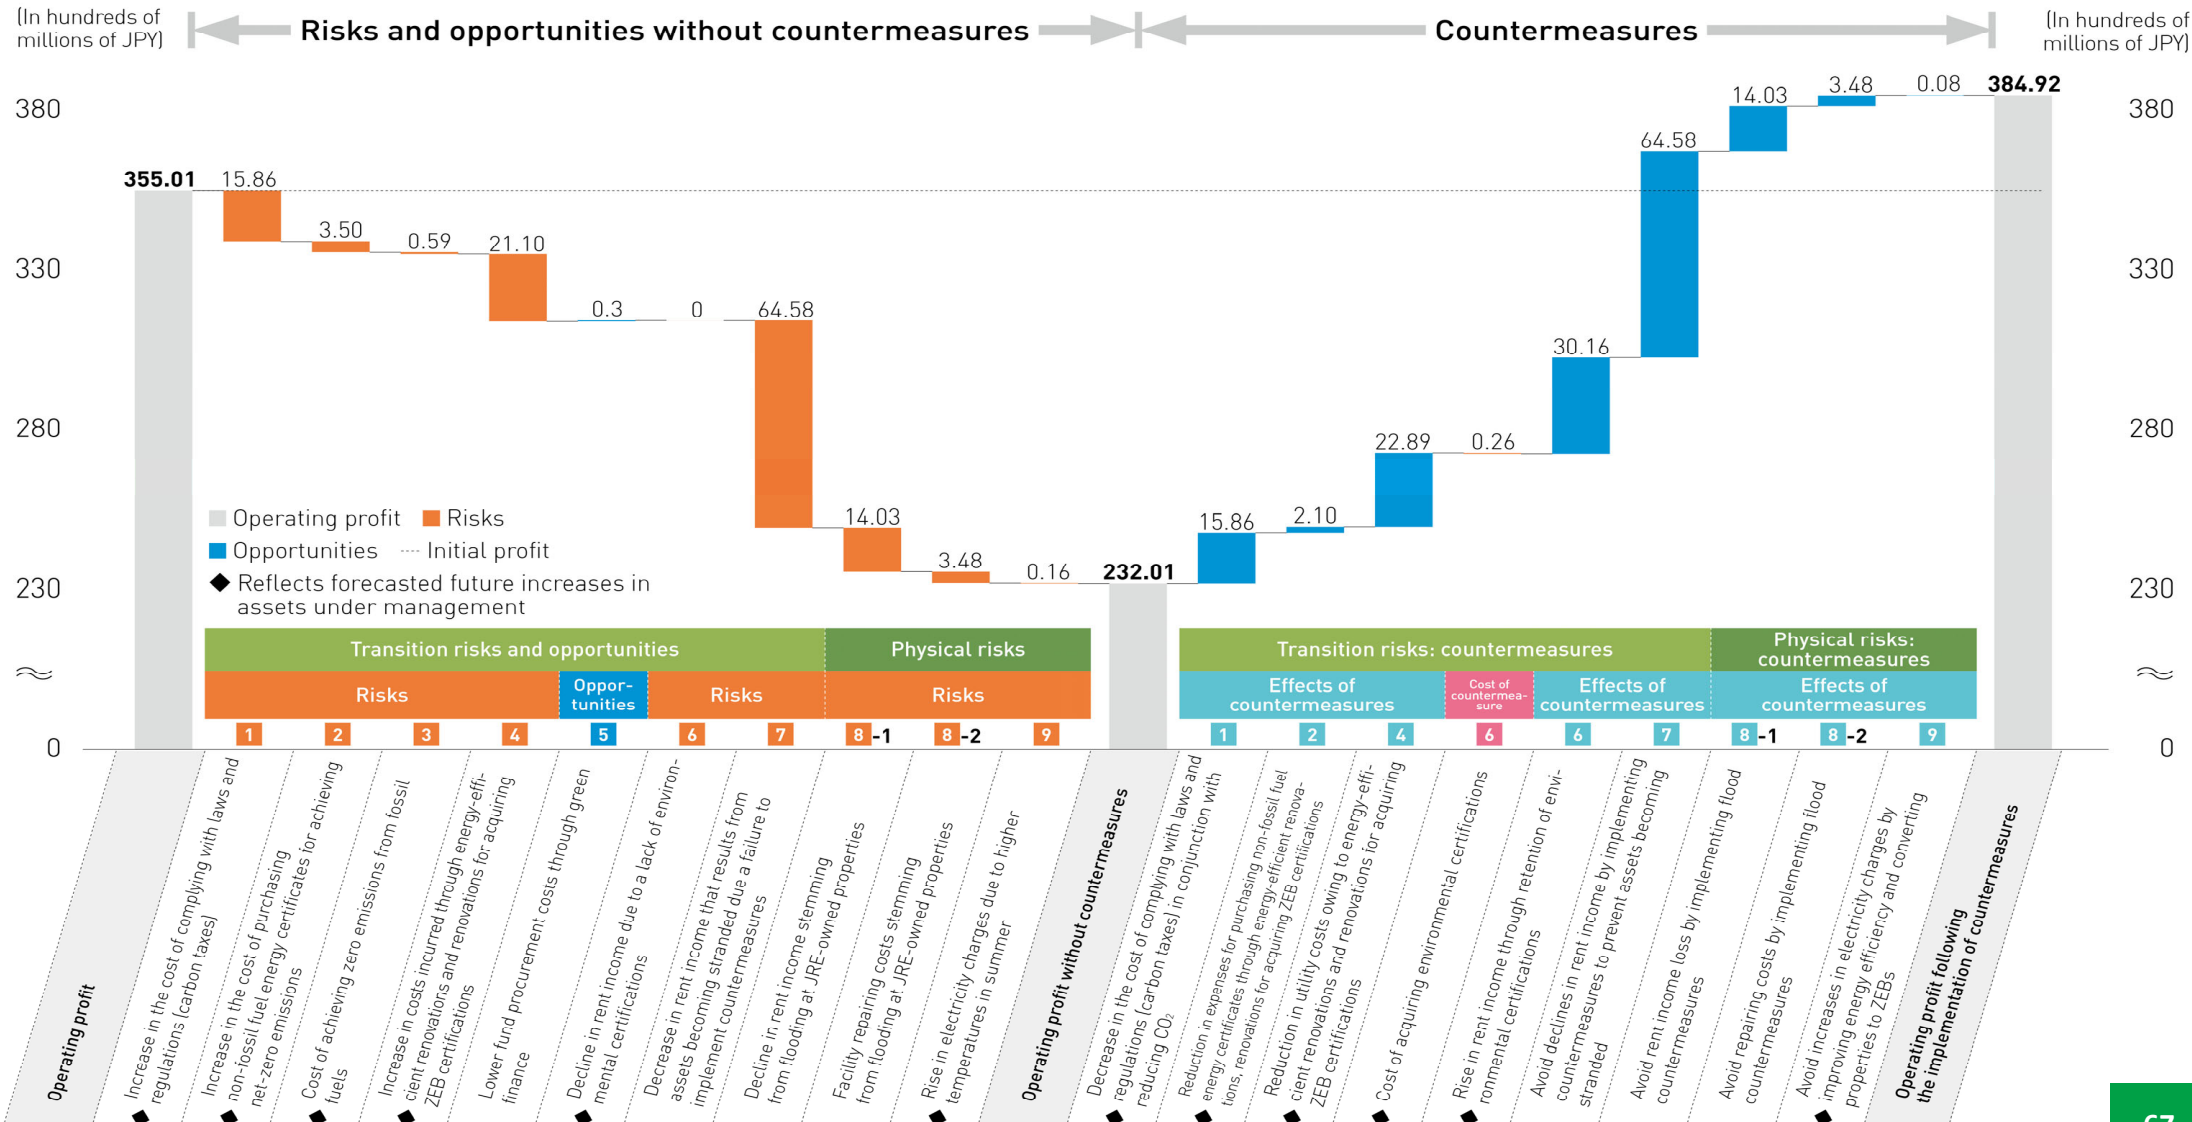 (In hundreds of
millions of JPY)
Risks and opportunities without countermeasures
Countermeasures
(In hundreds of
millions of JPY)
380
330
280
230
0
380
330
280
230
0
355.01
15.86
3.50
0.59
21.10
0.3
0
64.58
14.03
3.48
0.16
232.01
15.86
2.10
22.89
0.26
30.16
64.58
14.03
3.48
0.08
384.92
Operating profit
Risks
Opportunities
Initial profit
Reflects forecasted future increases in
assets under management
Transition risks and opportunities
Physical risks
Risks
Oppor-
tunities
Risks
Risks
1
2
3
4
5
6
7
8-1
8-2
9
Transition risks: countermeasures
Physical risks:
countermeasures
Effects of
countermeasures
Cost of
countermea-
sure
Effects of
countermeasures
Effects of
countermeasures
1
2
4
6
6
7
8-1
8-2
9
Operating profit
Increase in the cost of complying with laws and
regulations (carbon taxes)
Increase in the cost of purchasing
non-fossil fuel energy certificates for achieving
net-zero emissions
Cost of achieving zero emissions from fossil
fuels
Increase in costs incurred through energy-effi-
cient renovations and renovations for acquiring
ZEB certifications
Lower fund procurement costs through green
finance
Decline in rent income due to a lack of environ-
mental certifications
Decrease in rent income that results from
assets becoming stranded due a failure to
implement countermeasures
Decline in rent income stemming
from flooding at JRE-owned properties
Facility repairing costs stemming
from flooding at JRE-owned properties
Rise in electricity charges due to higher
temperatures in summer
Operating profit without countermeasures
Decrease in the cost of complying with laws and
regulations (carbon taxes) in conjunction with
reducing CO₂
Reduction in expenses for purchasing non-fossil fuel
energy certificates through energy-efficient renova-
tions, renovations for acquiring ZEB certifications
Reduction in utility costs owing to energy-effi-
cient renovations and renovations for acquiring
ZEB certifications
Cost of acquiring environmental certifications
Rise in rent income through retention of envi-
ronmental certifications
Avoid declines in rent income by implementing
countermeasures to prevent assets becoming
stranded
Avoid rent income loss by implementing flood
countermeasures
Avoid repairing costs by implementing flood
countermeasures
Avoid increases in electricity charges by
improving energy efficiency and converting
properties to ZEBs
Operating profit following
the implementation of countermeasures